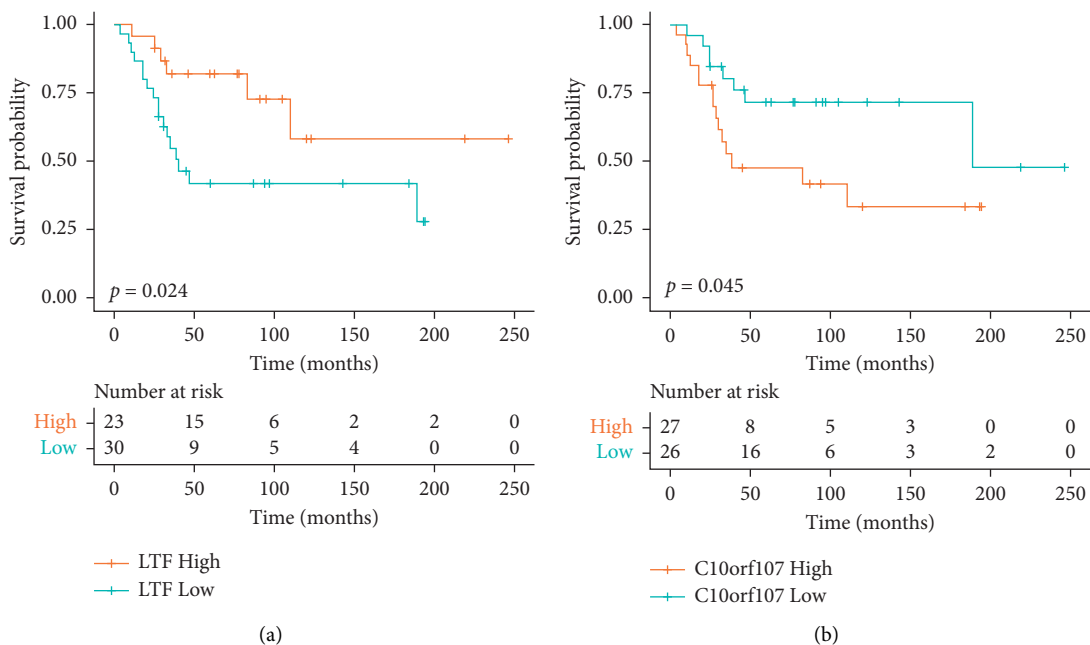 1.00
0.75
0.50
0.25
0.00
Survival probability
p = 0.024
0 50 100 150 200 250
Time (months)
Number at risk
High 23 15 6 2 2 0
Low 30 9 5 4 0 0
0 50 100 150 200 250
Time (months)
LTF High
LTF Low
(a)
1.00
0.75
0.50
0.25
0.00
Survival probability
p = 0.045
0 50 100 150 200 250
Time (months)
Number at risk
High 27 8 5 3 0 0
Low 26 16 6 3 2 0
0 50 100 150 200 250
Time (months)
C10orf107 High
C10orf107 Low
(b)